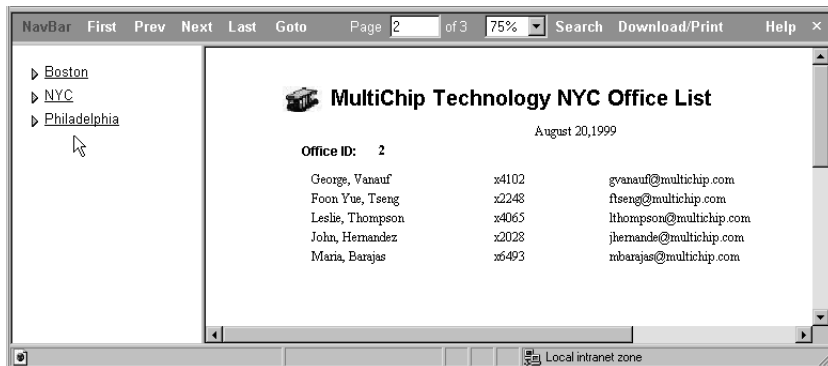 NavBar First Prev Next Last Goto Page 2 of 3 75% Search Download/Print Help ×
Boston
NYC
Philadelphia
MultiChip Technology NYC Office List
August 20,1999
Office ID: 2
George, Vanauf x4102 gvanauf@multichip.com
Foon Yue, Tseng x2248 ftseng@multichip.com
Leslie, Thompson x4065 lthompson@multichip.com
John, Hernandez x2028 jhernande@multichip.com
Maria, Barajas x6493 mbarajas@multichip.com
Local intranet zone